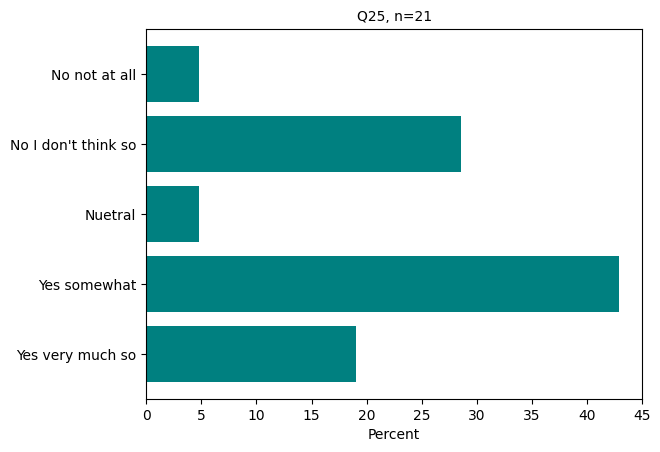 Q25, n=21
No not at all
No I don't think so
Nuetral
Yes somewhat
Yes very much so
0 5 10 15 20 25 30 35 40 45
Percent